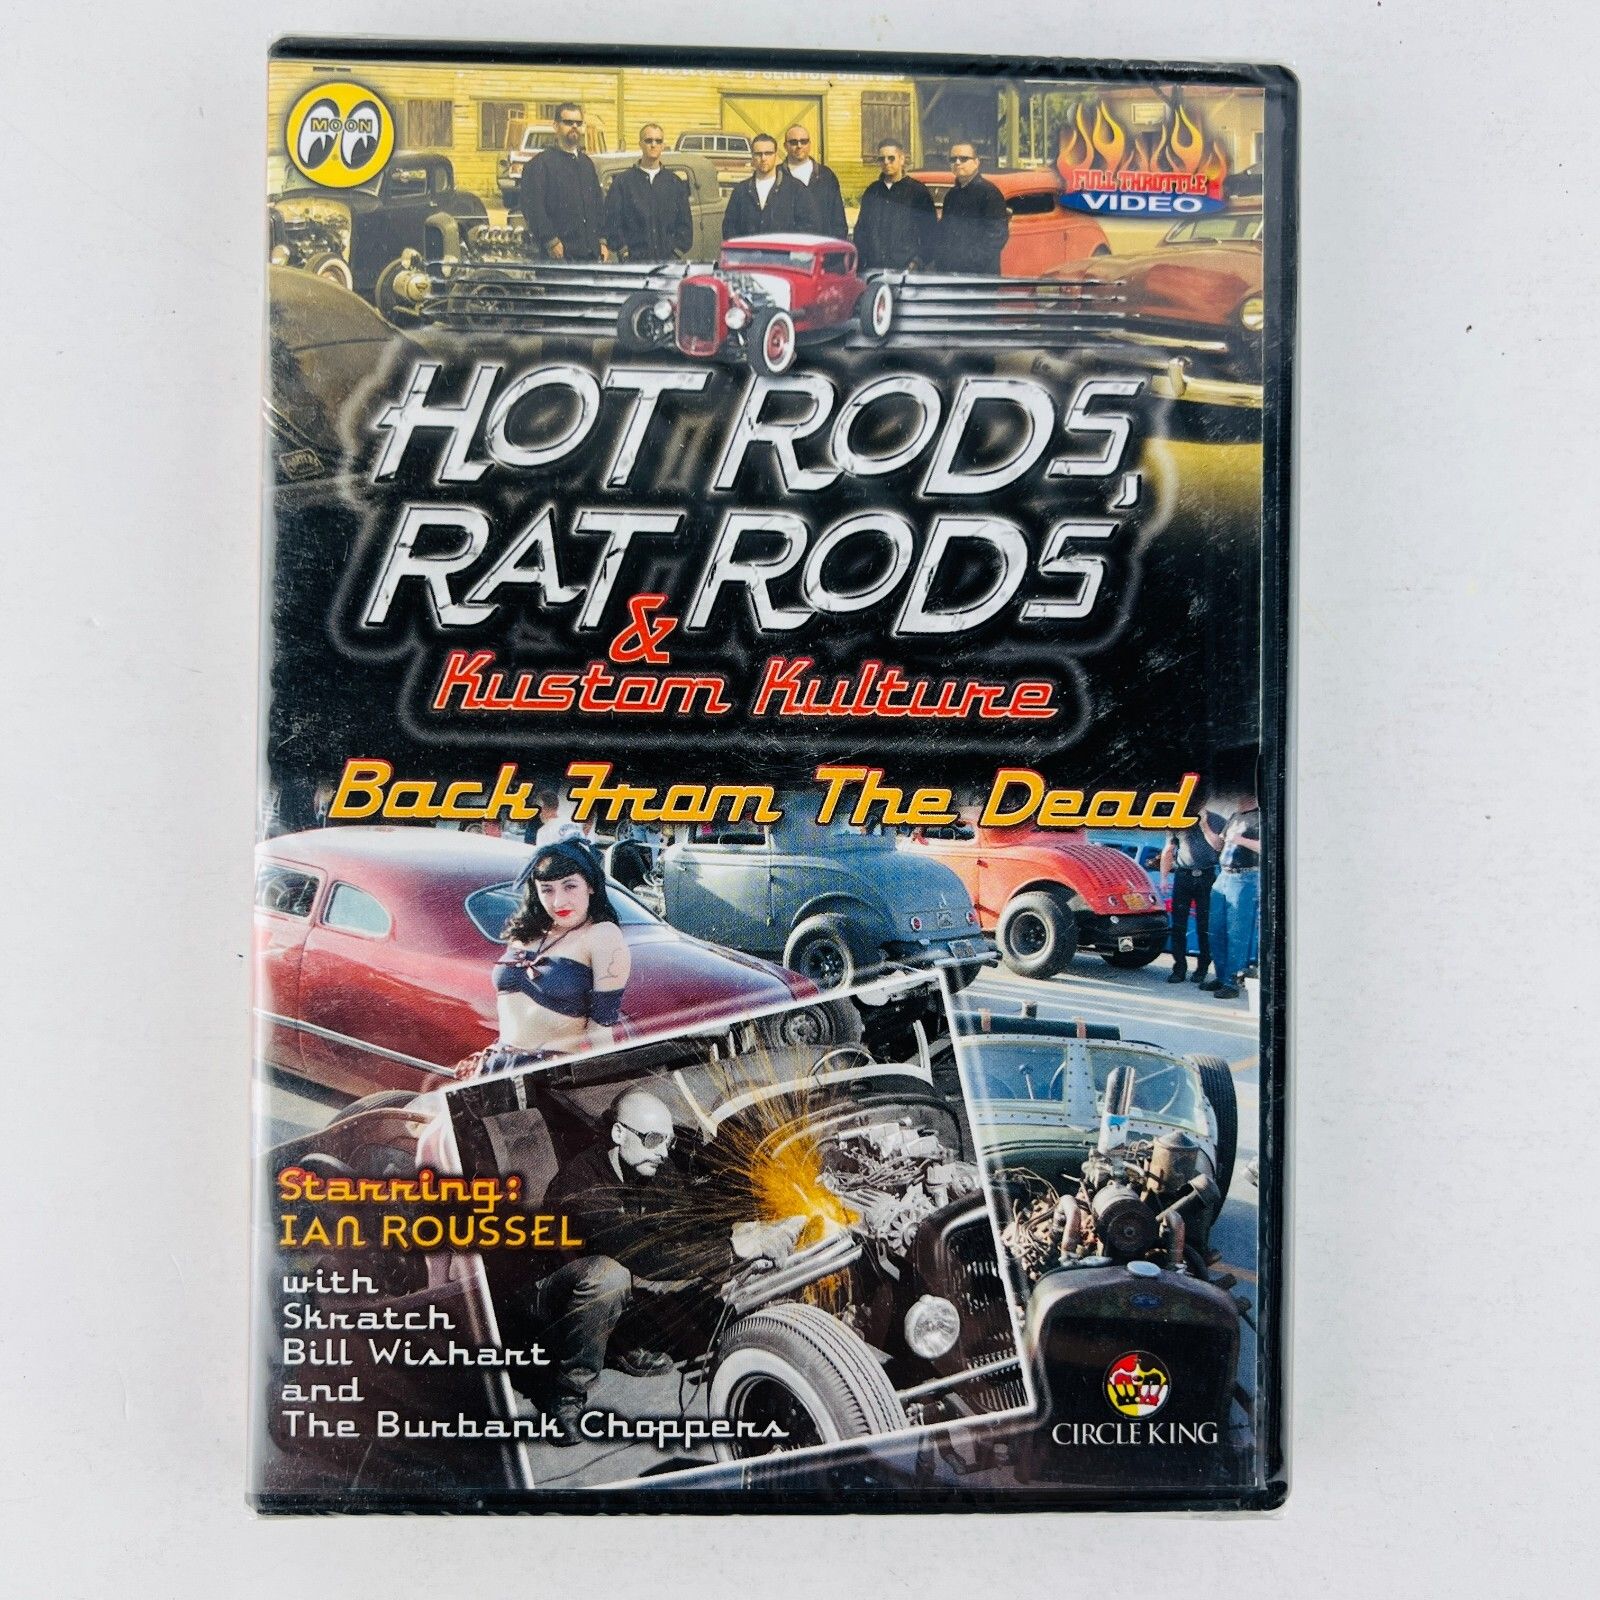 MOON
FULL THROTTLE
VIDEO
HOT RODS,
RAT RODS
&
Kustom Kulture
Back From The Dead
Starring:
IAN ROUSSEL
with
Skratch
Bill Wishart
and
The Burbank Choppers
CIRCLE KING